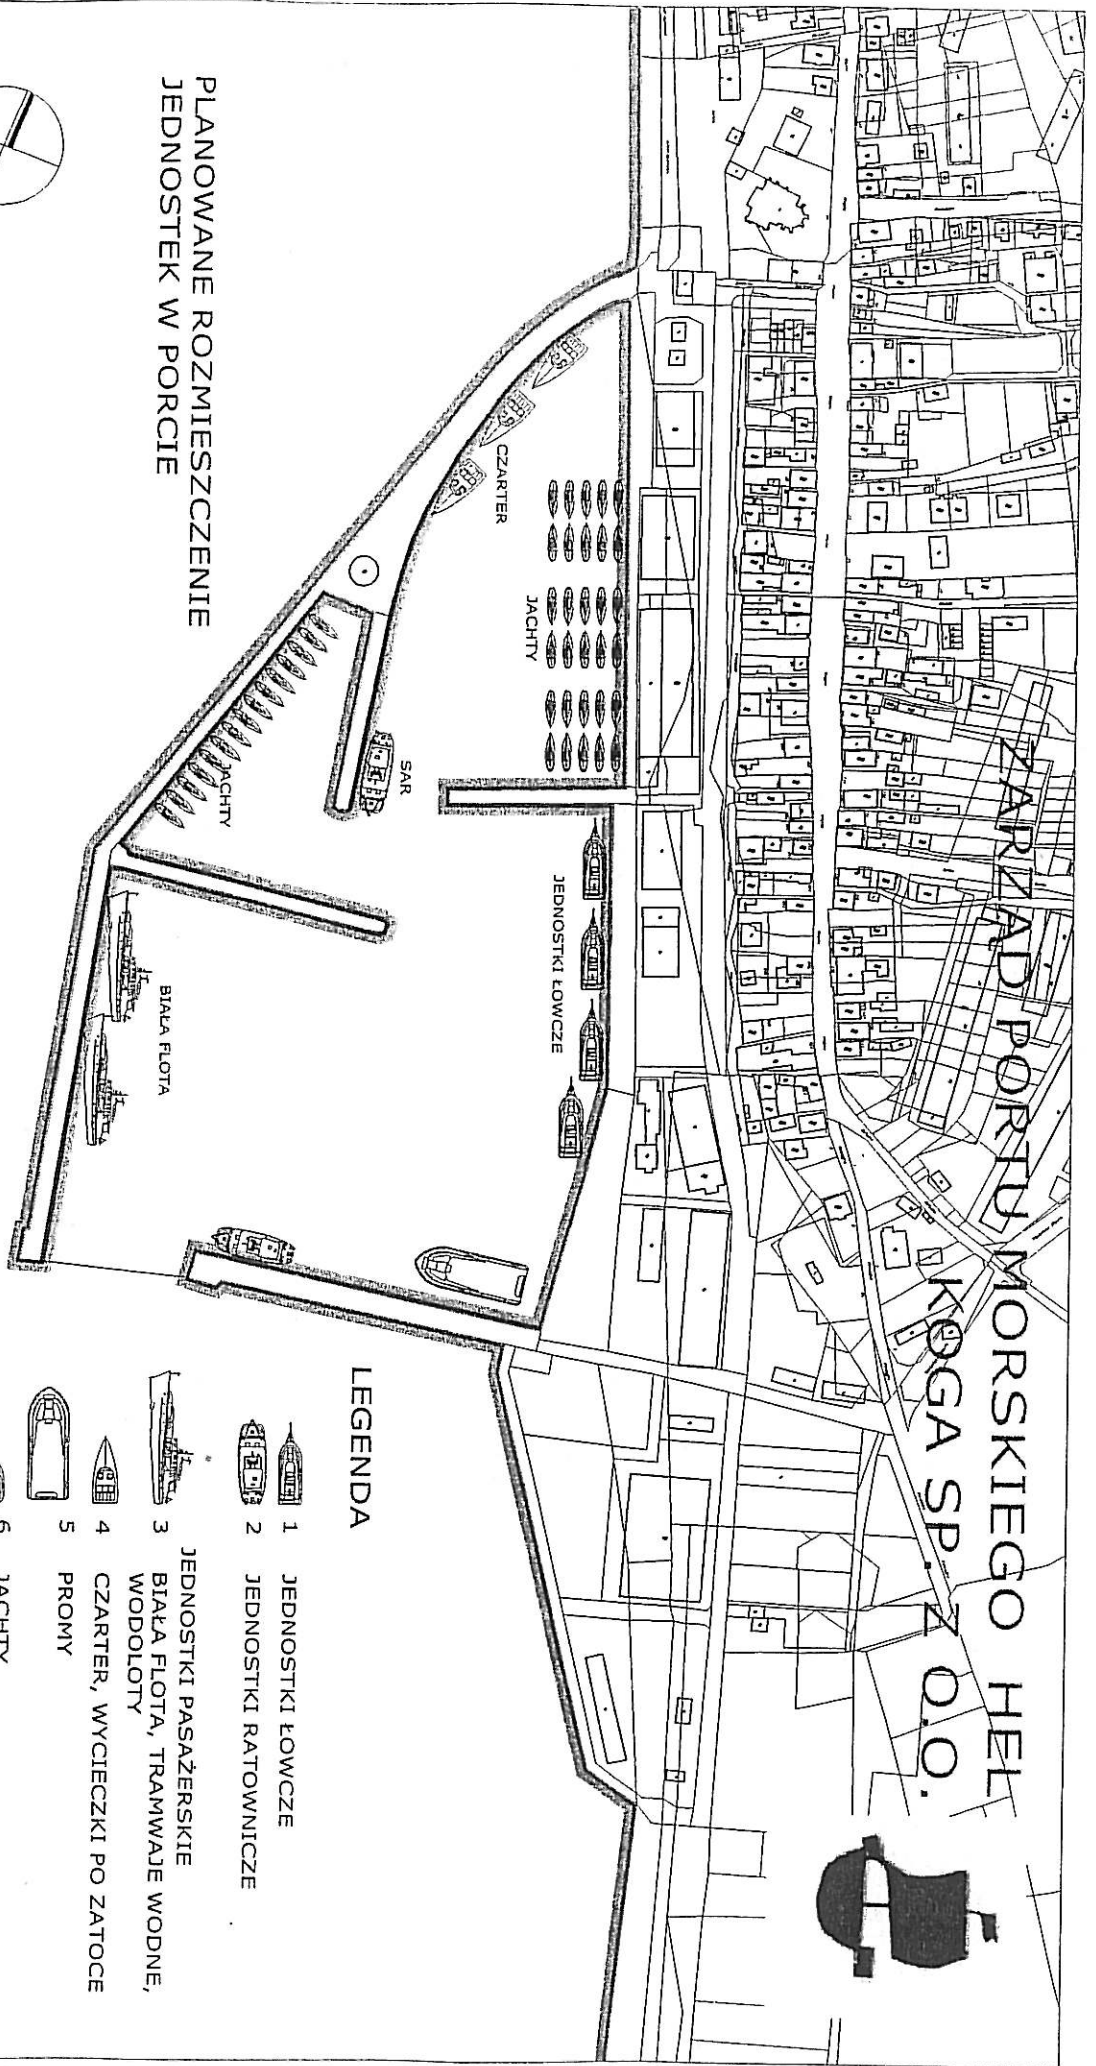 ZARZĄD PORTU MORSKIEGO HEL
KOGA SP. Z O.O.
CZARTER
JACHTY
SAR
JACHTY
JEDNOSTKI ŁOWCZE
BIAŁA FLOTA
PLANOWANE ROZMIESZCZENIE
JEDNOSTEK W PORCIE
LEGENDA
1 JEDNOSTKI ŁOWCZE
2 JEDNOSTKI RATOWNICZE
JEDNOSTKI PASAŻERSKIE
3 BIAŁA FLOTA, TRAMWAJE WODNE,
WODOLOTY
4 CZARTER, WYCIECZKI PO ZATOCE
5 PROMY
6 JACHTY